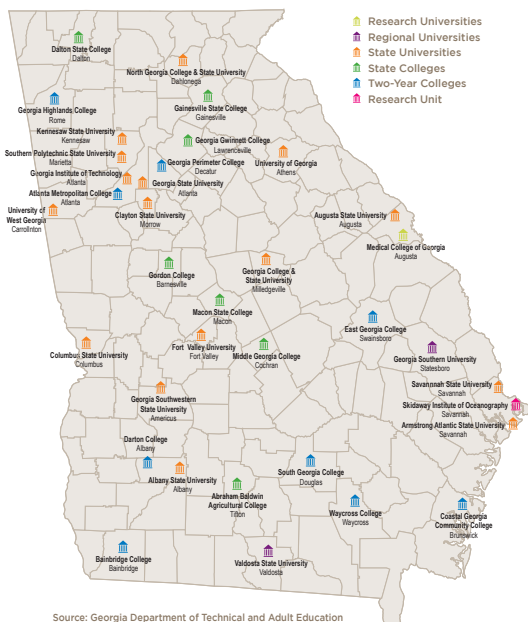 Research Universities
Regional Universities
State Universities
State Colleges
Two-Year Colleges
Research Unit
Dalton State College
Dalton
North Georgia College & State University
Dahlonega
Georgia Highlands College
Rome
Gainesville State College
Gainesville
Kennesaw State University
Kennesaw
Georgia Gwinnett College
Lawrenceville
Southern Polytechnic State University
Marietta
Georgia Perimeter College
Decatur
University of Georgia
Athens
Georgia Institute of Technology
Atlanta
Georgia State University
Atlanta
Atlanta Metropolitan College
Atlanta
University of
West Georgia
Carrollnton
Clayton State University
Morrow
Augusta State University
Augusta
Medical College of Georgia
Augusta
Gordon College
Barnesville
Georgia College &
State University
Milledgeville
Macon State College
Macon
East Georgia College
Swainsboro
Fort Valley University
Fort Valley
Middle Georgia College
Cochran
Georgia Southern University
Statesboro
Columbus State University
Columbus
Savannnah State University
Savannah
Skidaway Institute of Oceanography
Savannah
Armstrong Atlantic State University
Savannah
Georgia Southwestern
State University
Americus
Darton College
Albany
Albany State University
Albany
South Georgia College
Douglas
Abraham Baldwin
Agricultural College
Tifton
Waycross College
Waycross
Coastal Georgia
Community College
Brunswick
Bainbridge College
Bainbridge
Valdosta State University
Valdosta
Source: Georgia Department of Technical and Adult Education